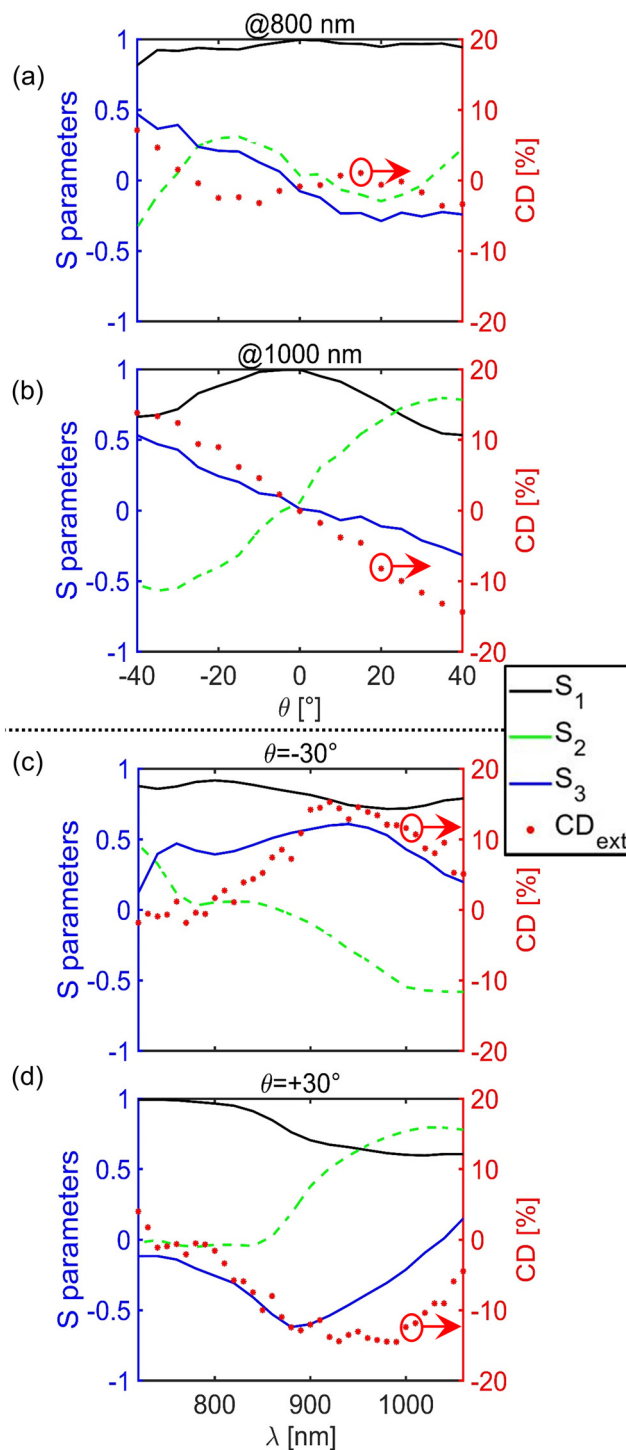 @800 nm
(a)
1
0.5
0
-0.5
-1
S parameters
20
10
0
-10
-20
CD [%]
@1000 nm
(b)
1
0.5
0
-0.5
-1
S parameters
20
10
0
-10
-20
CD [%]
-40 -20 0 20 40
θ [°]
S1
S2
S3
CDext
(c)
θ=-30°
1
0.5
0
-0.5
-1
S parameters
20
10
0
-10
-20
CD [%]
(d)
θ=+30°
1
0.5
0
-0.5
-1
S parameters
20
10
0
-10
-20
CD [%]
800 900 1000
λ [nm]